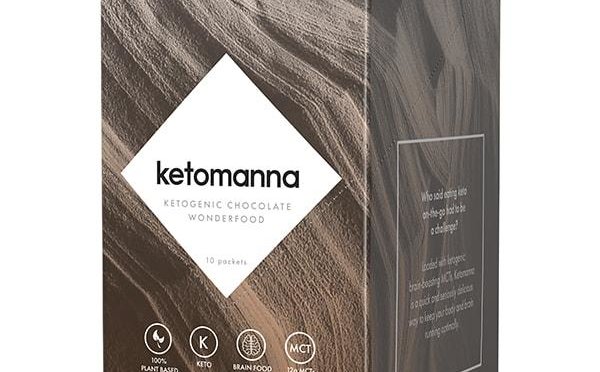 ketomanna
KETOGENIC CHOCOLATE
WONDERFOOD
10 packets
100%
PLANT BASED
K
KETO
BRAIN FOOD
MCT
12g MCTs
Who said eating keto
on-the-go had to be
a challenge?
Loaded with ketogenic
brain-boosting MCTs, Ketomanna
is a quick and seriously delicious
way to keep your body and brain
running optimally.